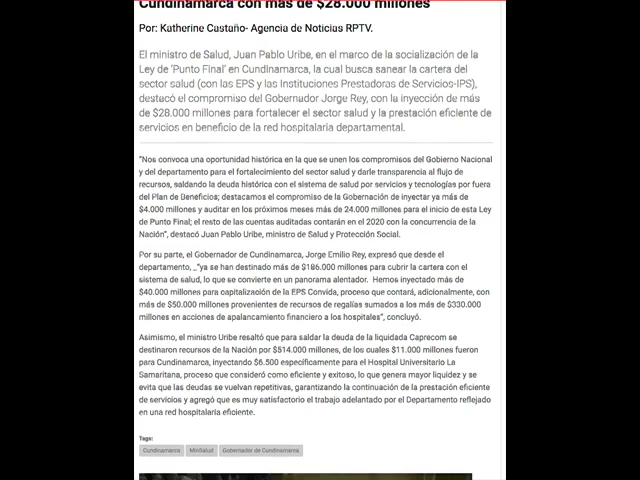 Cundinamarca con más de $28.000 millones
Por: Katherine Castaño- Agencia de Noticias RPTV.
El ministro de Salud, Juan Pablo Uribe, en el marco de la socialización de la
Ley de 'Punto Final' en Cundinamarca, la cual busca sanear la cartera del
sector salud (con las EPS y las Instituciones Prestadoras de Servicios-IPS),
destacó el compromiso del Gobernador Jorge Rey, con la inyección de más
de $28.000 millones para fortalecer el sector salud y la prestación eficiente de
servicios en beneficio de la red hospitalaria departamental.
"Nos convoca una oportunidad histórica en la que se unen los compromisos del Gobierno Nacional
y del departamento para el fortalecimiento del sector salud y darle transparencia al flujo de
recursos, saldando la deuda histórica con el sistema de salud por servicios y tecnologías por fuera
del Plan de Beneficios; destacamos el compromiso de la Gobernación de inyectar ya más de
$4.000 millones y auditar en los próximos meses más de 24.000 millones para el inicio de esta Ley
de Punto Final; el resto de las cuentas auditadas contarán en el 2020 con la concurrencia de la
Nación", destacó Juan Pablo Uribe, ministro de Salud y Protección Social.
Por su parte, el Gobernador de Cundinamarca, Jorge Emilio Rey, expresó que desde el
departamento, _"ya se han destinado más de $186.000 millones para cubrir la cartera con el
sistema de salud, lo que se convierte en un panorama alentador. Hemos inyectado más de
$40.000 millones para capitalización de la EPS Convida, proceso que contará, adicionalmente, con
más de $50.000 millones provenientes de recursos de regalías sumados a los más de $330.000
millones en acciones de apalancamiento financiero a los hospitales", concluyó.
Asimismo, el ministro Uribe resaltó que para saldar la deuda de la liquidada Caprecom se
destinaron recursos de la Nación por $514.000 millones, de los cuales $11.000 millones fueron
para Cundinamarca, inyectando $6.500 específicamente para el Hospital Universitario La
Samaritana, proceso que consideró como eficiente y exitoso, lo que genera mayor liquidez y se
evita que las deudas se vuelvan repetitivas, garantizando la continuación de la prestación eficiente
de servicios y agregó que es muy satisfactorio el trabajo adelantado por el Departamento reflejado
en una red hospitalaria eficiente.
Tags:
Cundinamarca MinSalud Gobernador de Cundinamarca